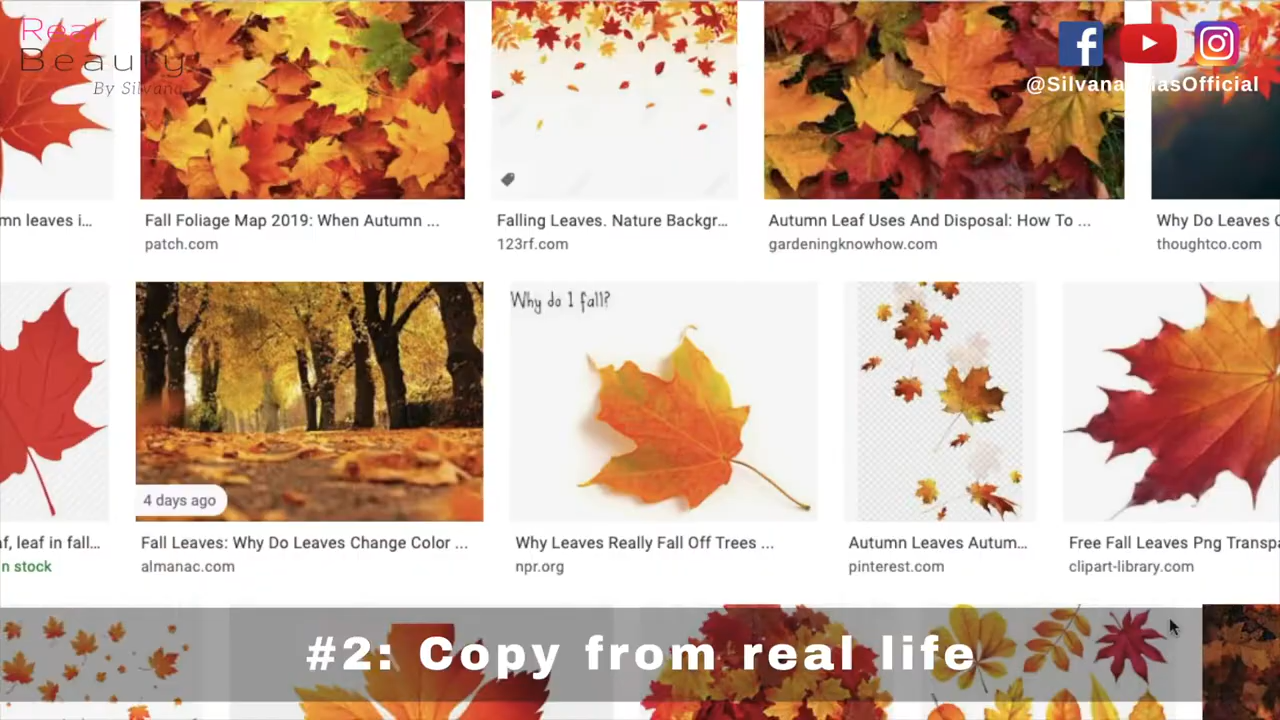 Real
Beauty
By Silvana
mn leaves i...
Fall Foliage Map 2019: When Autumn ...
patch.com
Falling Leaves. Nature Backgr...
123rf.com
Autumn Leaf Uses And Disposal: How To ...
gardeningknowhow.com
Why Do Leaves C
thoughtco.com
Why do I fall?
4 days ago
af, leaf in fall...
n stock
Fall Leaves: Why Do Leaves Change Color ...
almanac.com
Why Leaves Really Fall Off Trees ...
npr.org
Autumn Leaves Autum...
pinterest.com
Free Fall Leaves Png Transpa
clipart-library.com
#2: Copy from real life